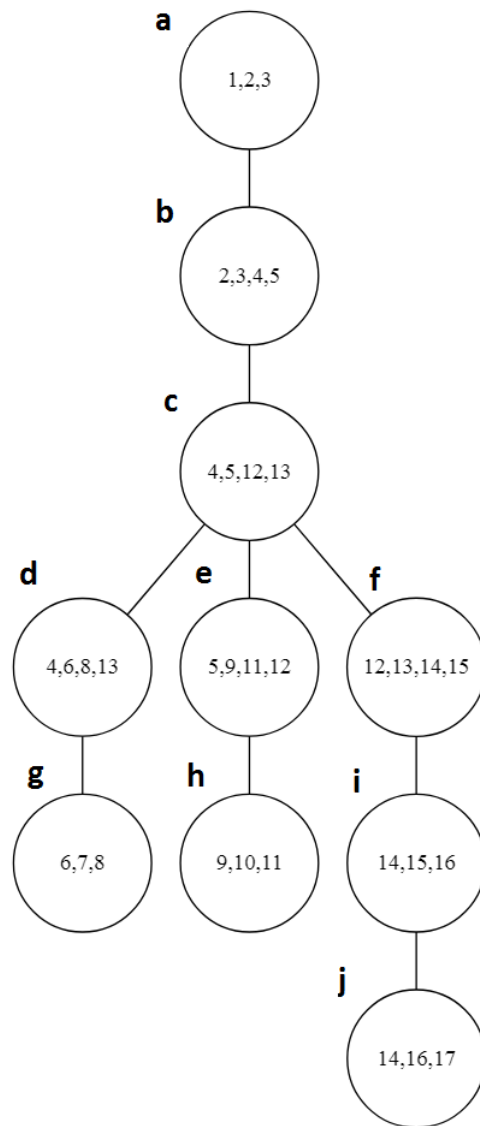 a
1,2,3
b
2,3,4,5
c
4,5,12,13
d
e
f
4,6,8,13
5,9,11,12
12,13,14,15
g
h
i
6,7,8
9,10,11
14,15,16
j
14,16,17